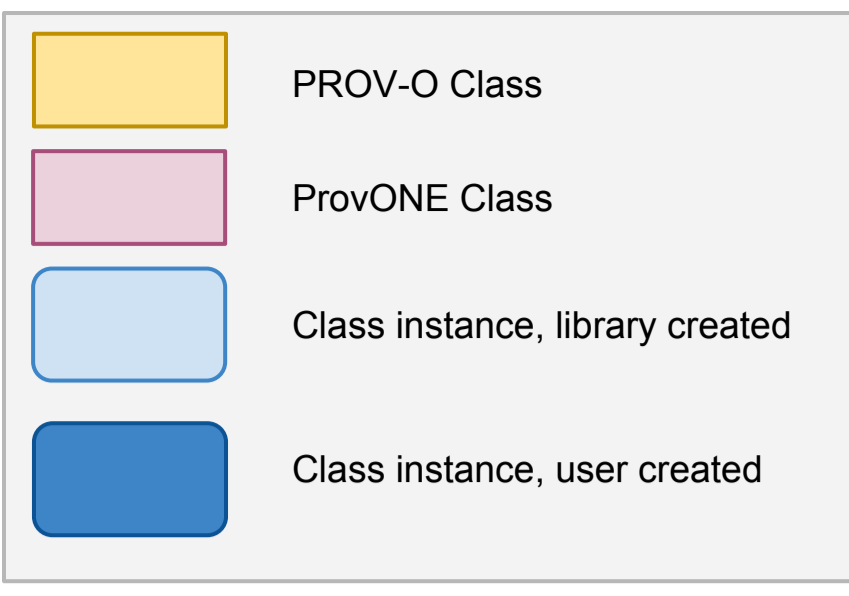 PROV-O Class
ProvONE Class
Class instance, library created
Class instance, user created